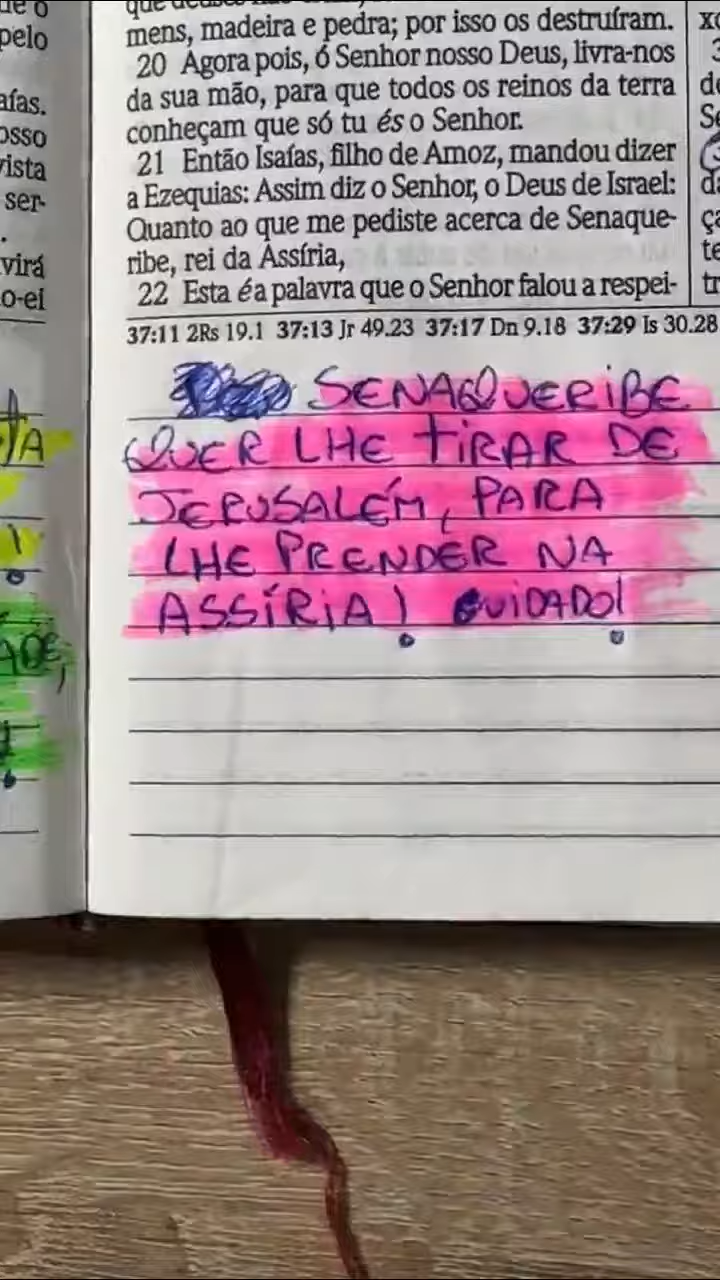 mens, madeira e pedra; por isso os destruíram.
20 Agora pois, ó Senhor nosso Deus, livra-nos
da sua mão, para que todos os reinos da terra
conheçam que só tu és o Senhor.
21 Então Isaías, filho de Amoz, mandou dizer
a Ezequias: Assim diz o Senhor, o Deus de Israel:
Quanto ao que me pediste acerca de Senaque-
ribe, rei da Assíria,
22 Esta é a palavra que o Senhor falou a respei-
37:11 2Rs 19.1 37:13 Jr 49.23 37:17 Dn 9.18 37:29 Is 30.28
SENAQUERIBE
QUER LHE TIRAR DE
JERUSALÉM, PARA
LHE PRENDER NA
ASSÍRIA! CUIDADO!